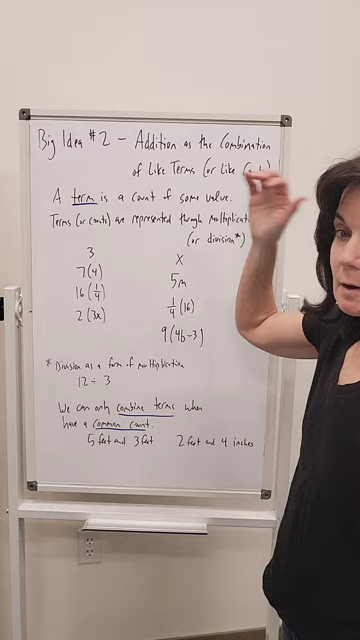 Big Idea #2 - Addition as the Combination
of Like Terms (or Like
A term is a count of some value.
Terms (or counts) are represented through
(or division*)
3 x
7(4) 5m
16(1/4) 1/4(16)
2(3x) 9(4b-3)
* Division as a form of multiplication
12 ÷ 3
We can only combine terms when
have a common count.
5 feet and 3 feet 2 feet and 4 inches